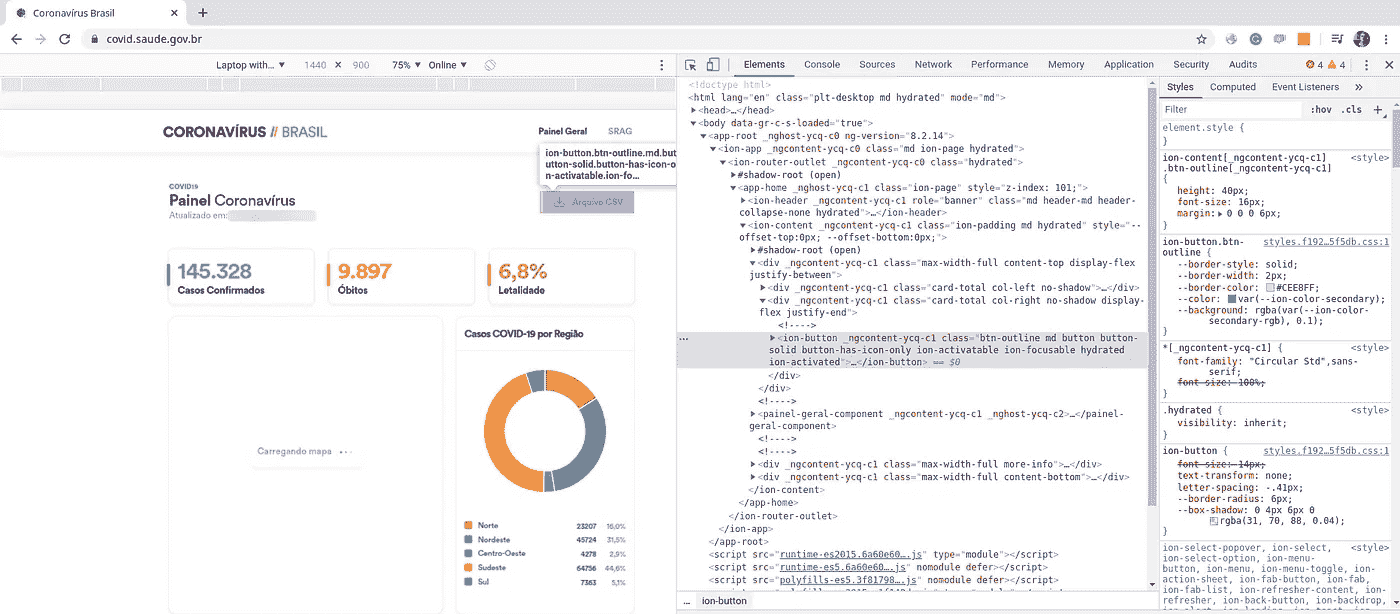 Coronavírus Brasil
covid.saude.gov.br
Laptop with... ▼ 1440 × 900 75% ▼ Online ▼
Elements Console Sources Network Performance Memory Application Security Audits 4 4
CORONAVÍRUS // BRASIL
Painel Geral SRAG
ion-button.btn-outline.md.but
utton-solid.button-has-icon-o
n-activatable.ion-fo...
COVID19
Painel Coronavírus
Atualizado em:
Arquivo CSV
145.328
Casos Confirmados
9.897
Óbitos
6,8%
Letalidade
Carregando mapa
Casos COVID-19 por Região
Norte 23207 16,0%
Nordeste 45724 31,5%
Centro-Oeste 4278 2,9%
Sudeste 64756 44,6%
Sul 7363 5,1%
<!doctype html>
<html lang="en" class="plt-desktop md hydrated" mode="md">
▶<head>…</head>
▼<body data-gr-c-s-loaded="true">
▼<app-root _nghost-ycq-c0 ng-version="8.2.14">
▼<ion-app _ngcontent-ycq-c0 class="md ion-page hydrated">
▼<ion-router-outlet _ngcontent-ycq-c0 class="hydrated">
▶#shadow-root (open)
▼<app-home _nghost-ycq-c1 class="ion-page" style="z-index: 101;">
▶<ion-header _ngcontent-ycq-c1 role="banner" class="md header-md header-
collapse-none hydrated">…</ion-header>
▼<ion-content _ngcontent-ycq-c1 class="ion-padding md hydrated" style="--
offset-top:0px; --offset-bottom:0px;">
▶#shadow-root (open)
▼<div _ngcontent-ycq-c1 class="max-width-full content-top display-flex
justify-between">
▶<div _ngcontent-ycq-c1 class="card-total col-left no-shadow">…</div>
▼<div _ngcontent-ycq-c1 class="card-total col-right no-shadow display-
flex justify-end">
<!---->
… ▶<ion-button _ngcontent-ycq-c1 class="btn-outline md button button-
solid button-has-icon-only ion-activatable ion-focusable hydrated
ion-activated">…</ion-button> == $0
</div>
</div>
<!---->
▶<painel-geral-component _ngcontent-ycq-c1 _nghost-ycq-c2>…</painel-
geral-component>
<!---->
<!---->
▶<div _ngcontent-ycq-c1 class="max-width-full more-info">…</div>
▶<div _ngcontent-ycq-c1 class="max-width-full content-bottom">…</div>
</ion-content>
</app-home>
</ion-router-outlet>
</ion-app>
</app-root>
<script src="runtime-es2015.6a60e60….js" type="module"></script>
<script src="runtime-es5.6a60e60….js" nomodule defer></script>
<script src="polyfills-es5.3f81798….js" nomodule defer></script>
... ion-button
Styles Computed Event Listeners »
Filter :hov .cls +
element.style {
}
ion-content[_ngcontent-ycq-c1] <style>
.btn-outline[_ngcontent-ycq-c1]
{
height: 40px;
font-size: 16px;
margin:▶ 0 0 0 6px;
}
ion-button.btn- styles.f192…5f5db.css:1
outline {
--border-style: solid;
--border-width: 2px;
--border-color: #CEE8FF;
--color: var(--ion-color-secondary);
--background: rgba(var(--ion-color-
secondary-rgb), 0.1);
}
*[_ngcontent-ycq-c1] { <style>
font-family: "Circular Std",sans-
serif;
font-size: 100%;
}
.hydrated { <style>
visibility: inherit;
}
ion-button { styles.f192…5f5db.css:1
font-size: 14px;
text-transform: none;
letter-spacing: -.41px;
--border-radius: 6px;
--box-shadow: 0 4px 6px 0
rgba(31, 70, 88, 0.04);
}
ion-select-popover, ion-select, <style>
ion-select-option, ion-menu-
button, ion-menu, ion-menu-toggle, ion-
action-sheet, ion-fab-button, ion-fab,
ion-fab-list, ion-refresher-content, ion-
refresher, ion-back-button, ion-backdrop,